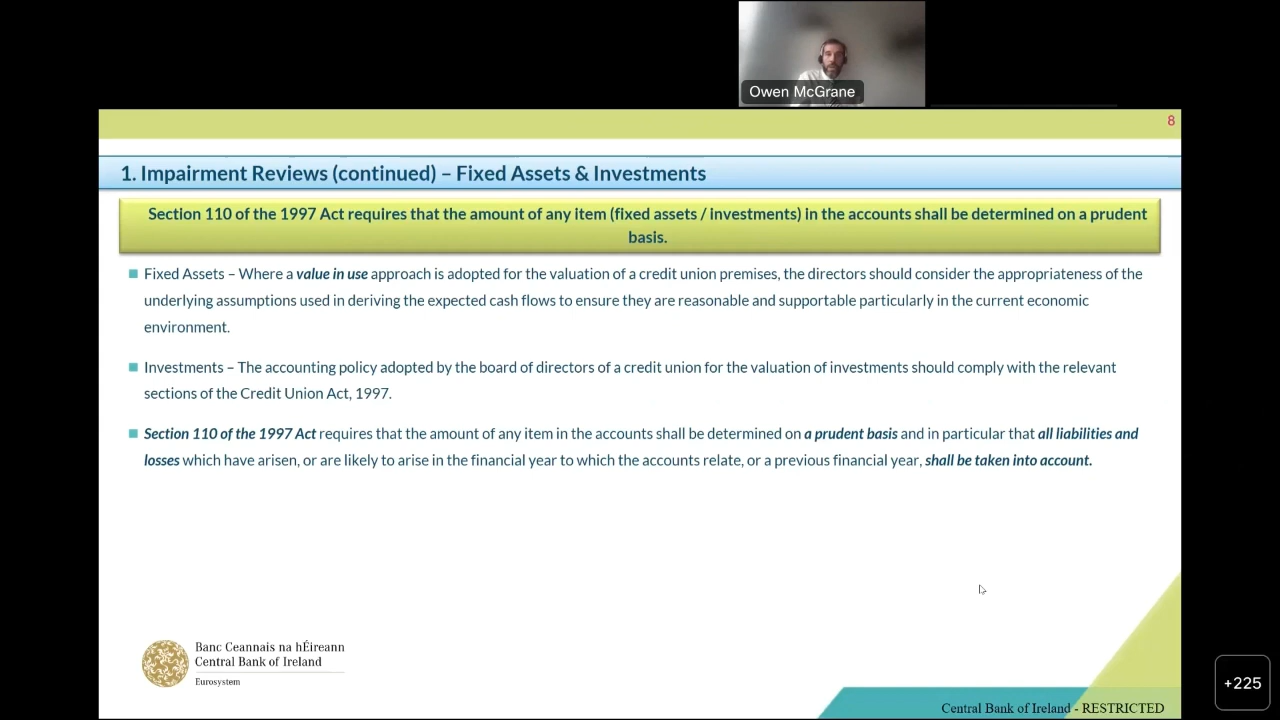 Owen McGrane
8
1. Impairment Reviews (continued) – Fixed Assets & Investments
Section 110 of the 1997 Act requires that the amount of any item (fixed assets / investments) in the accounts shall be determined on a prudent
basis.
Fixed Assets – Where a value in use approach is adopted for the valuation of a credit union premises, the directors should consider the appropriateness of the
underlying assumptions used in deriving the expected cash flows to ensure they are reasonable and supportable particularly in the current economic
environment.
Investments – The accounting policy adopted by the board of directors of a credit union for the valuation of investments should comply with the relevant
sections of the Credit Union Act, 1997.
Section 110 of the 1997 Act requires that the amount of any item in the accounts shall be determined on a prudent basis and in particular that all liabilities and
losses which have arisen, or are likely to arise in the financial year to which the accounts relate, or a previous financial year, shall be taken into account.
Banc Ceannais na hÉireann
Central Bank of Ireland
Eurosystem
+225
Central Bank of Ireland - RESTRICTED